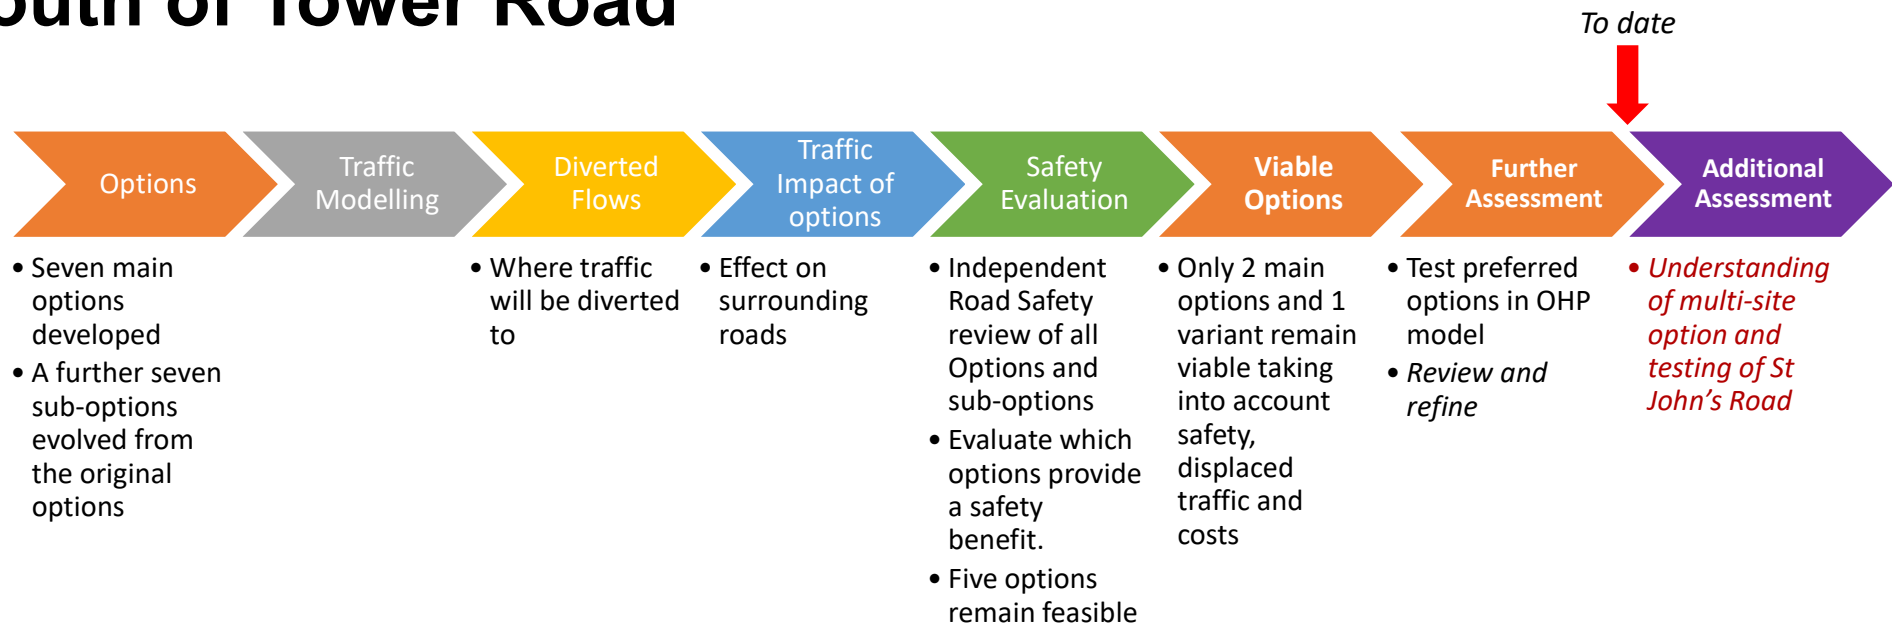 South of Tower Road
To date
Options
Traffic
Modelling
Diverted
Flows
Traffic
Impact of
options
Safety
Evaluation
Viable
Options
Further
Assessment
Additional
Assessment
• Seven main
options
developed
• A further seven
sub-options
evolved from
the original
options
• Where traffic
will be diverted
to
• Effect on
surrounding
roads
• Independent
Road Safety
review of all
Options and
sub-options
• Evaluate which
options provide
a safety
benefit.
• Five options
remain feasible
• Only 2 main
options and 1
variant remain
viable taking
into account
safety,
displaced
traffic and
costs
• Test preferred
options in OHP
model
• Review and
refine
• Understanding
of multi-site
option and
testing of St
John’s Road